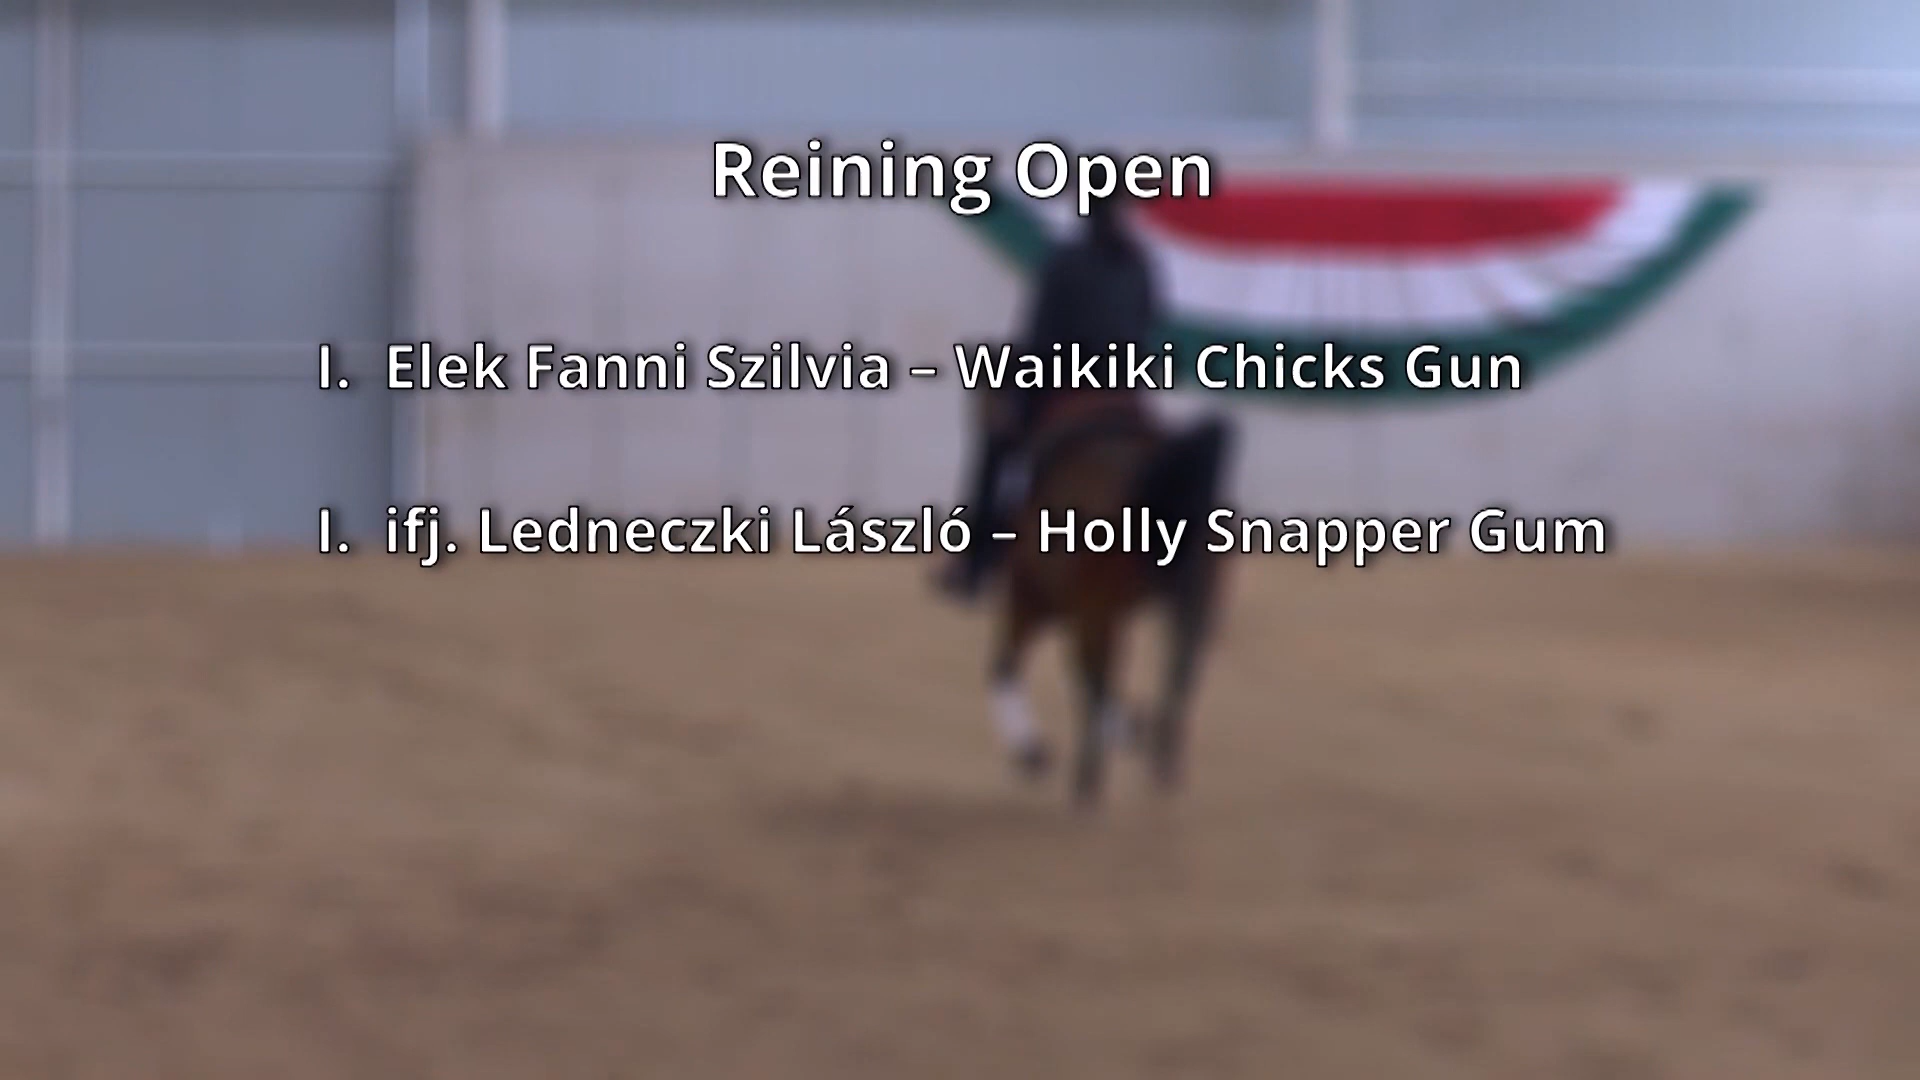 Reining Open
I. Elek Fanni Szilvia – Waikiki Chicks Gun
I. ifj. Ledneczki László – Holly Snapper Gum